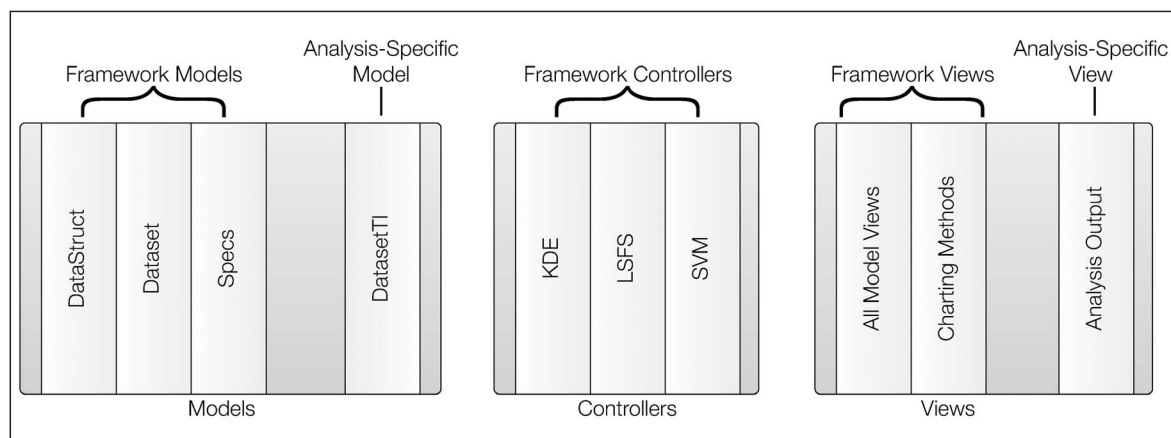 Analysis-Specific
Model
Framework Models
Framework Controllers
Framework Views
Analysis-Specific
View
DataStruct
Dataset
Specs
DatasetTI
KDE
LSFS
SVM
All Model Views
Charting Methods
Analysis Output
Models
Controllers
Views